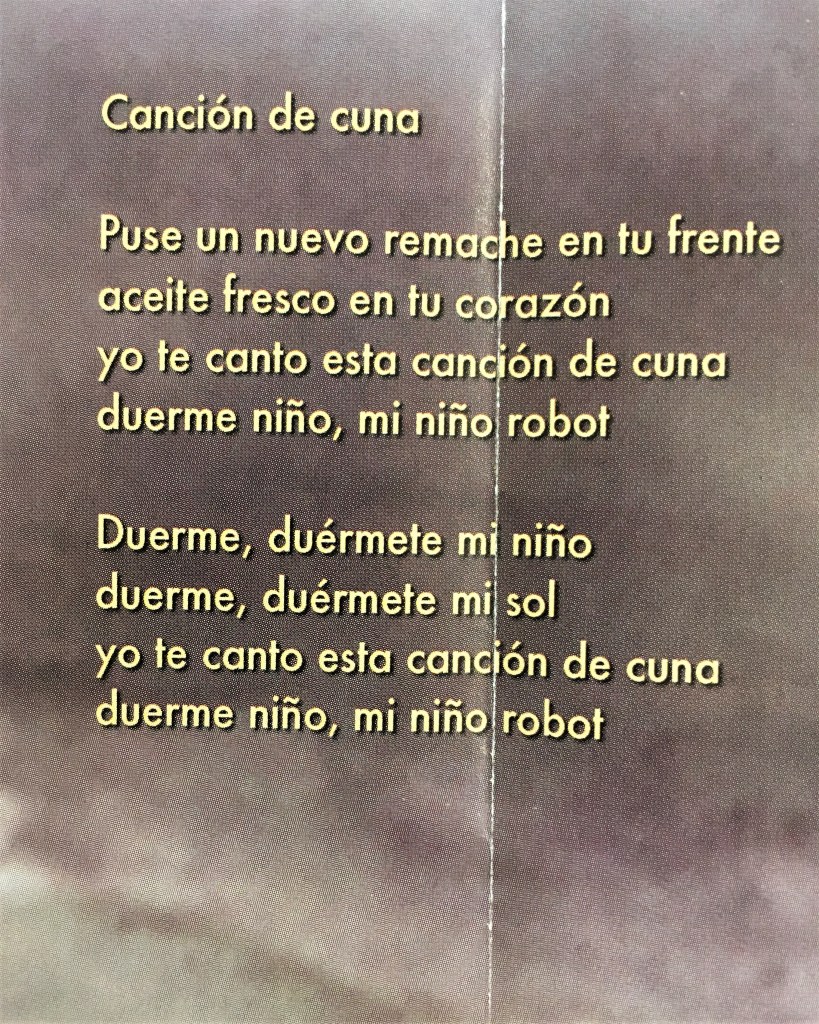 Canción de cuna
Puse un nuevo remache en tu frente
aceite fresco en tu corazón
yo te canto esta canción de cuna
duerme niño, mi niño robot
Duerme, duérmete mi niño
duerme, duérmete mi sol
yo te canto esta canción de cuna
duerme niño, mi niño robot